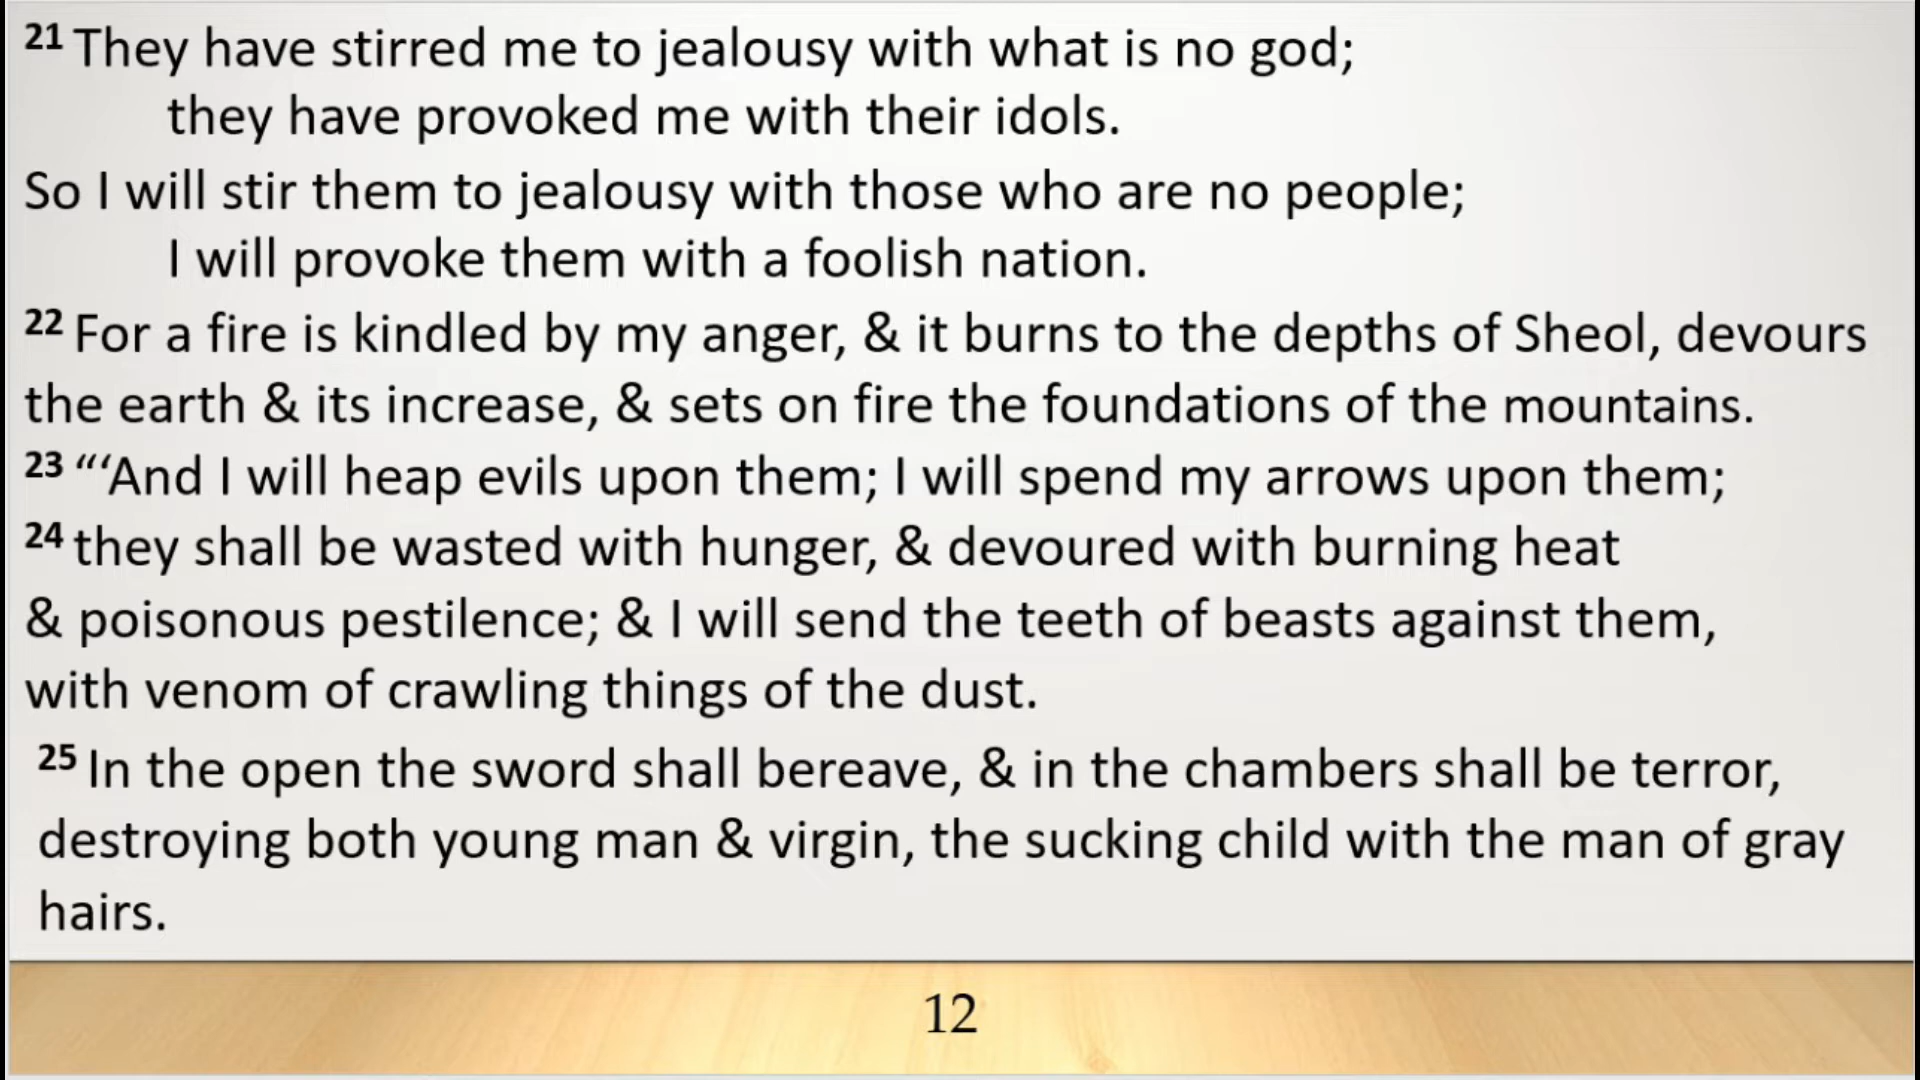 21 They have stirred me to jealousy with what is no god;
they have provoked me with their idols.
So I will stir them to jealousy with those who are no people;
I will provoke them with a foolish nation.
22 For a fire is kindled by my anger, & it burns to the depths of Sheol, devours
the earth & its increase, & sets on fire the foundations of the mountains.
23 “‘And I will heap evils upon them; I will spend my arrows upon them;
24 they shall be wasted with hunger, & devoured with burning heat
& poisonous pestilence; & I will send the teeth of beasts against them,
with venom of crawling things of the dust.
25 In the open the sword shall bereave, & in the chambers shall be terror,
destroying both young man & virgin, the sucking child with the man of gray
hairs.
12